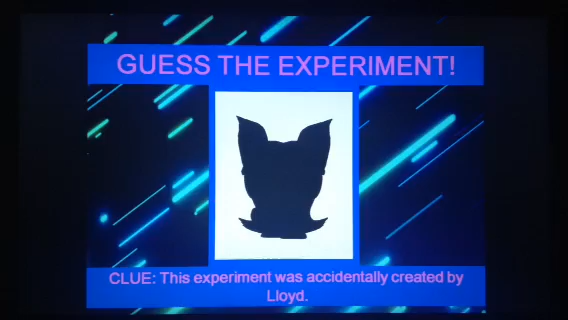 GUESS THE EXPERIMENT!
CLUE: This experiment was accidentally created by
Lloyd.